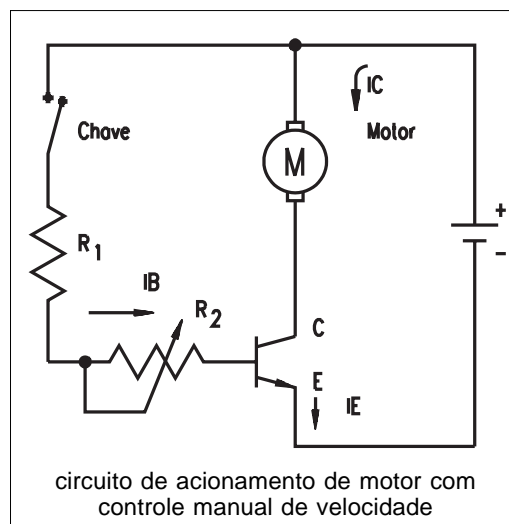 IC
Chave
Motor
M
+
R1
-
IB
R2
C
E
IE
circuito de acionamento de motor com
controle manual de velocidade